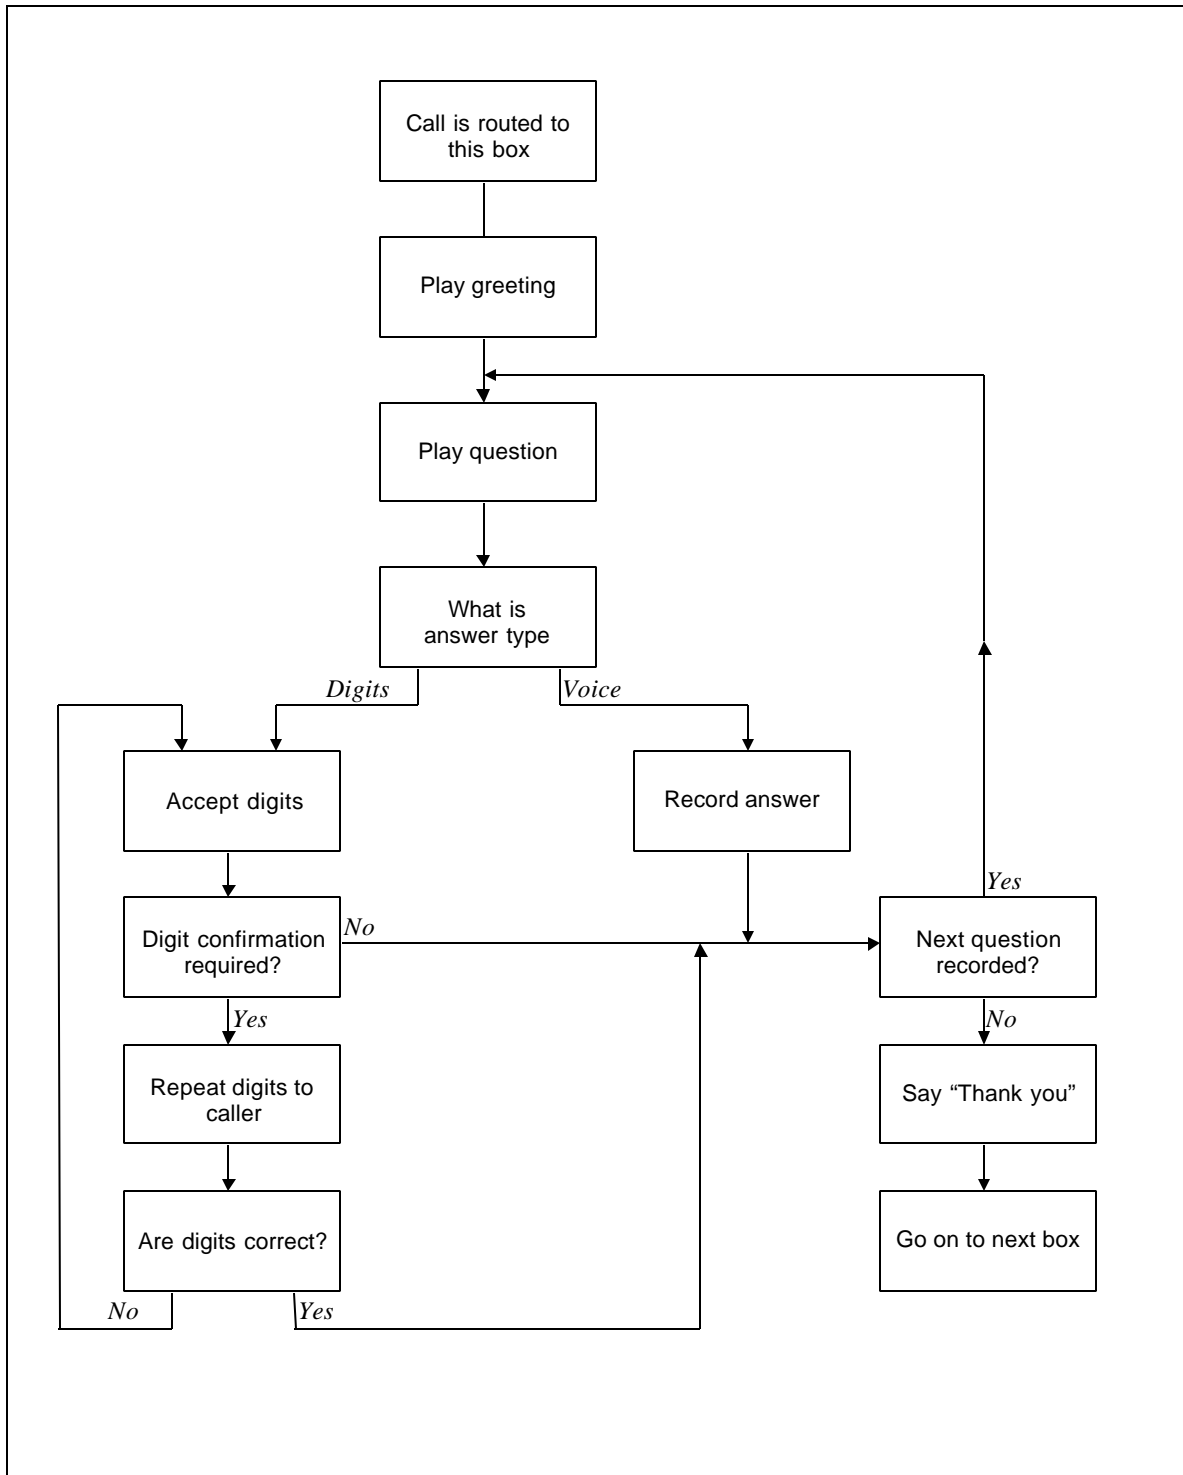 Call is routed to
this box
Play greeting
Play question
What is
answer type
Digits
Voice
Accept digits
Record answer
Yes
Digit confirmation
required?
No
Next question
recorded?
Yes
No
Repeat digits to
caller
Say “Thank you”
Are digits correct?
Go on to next box
No
Yes